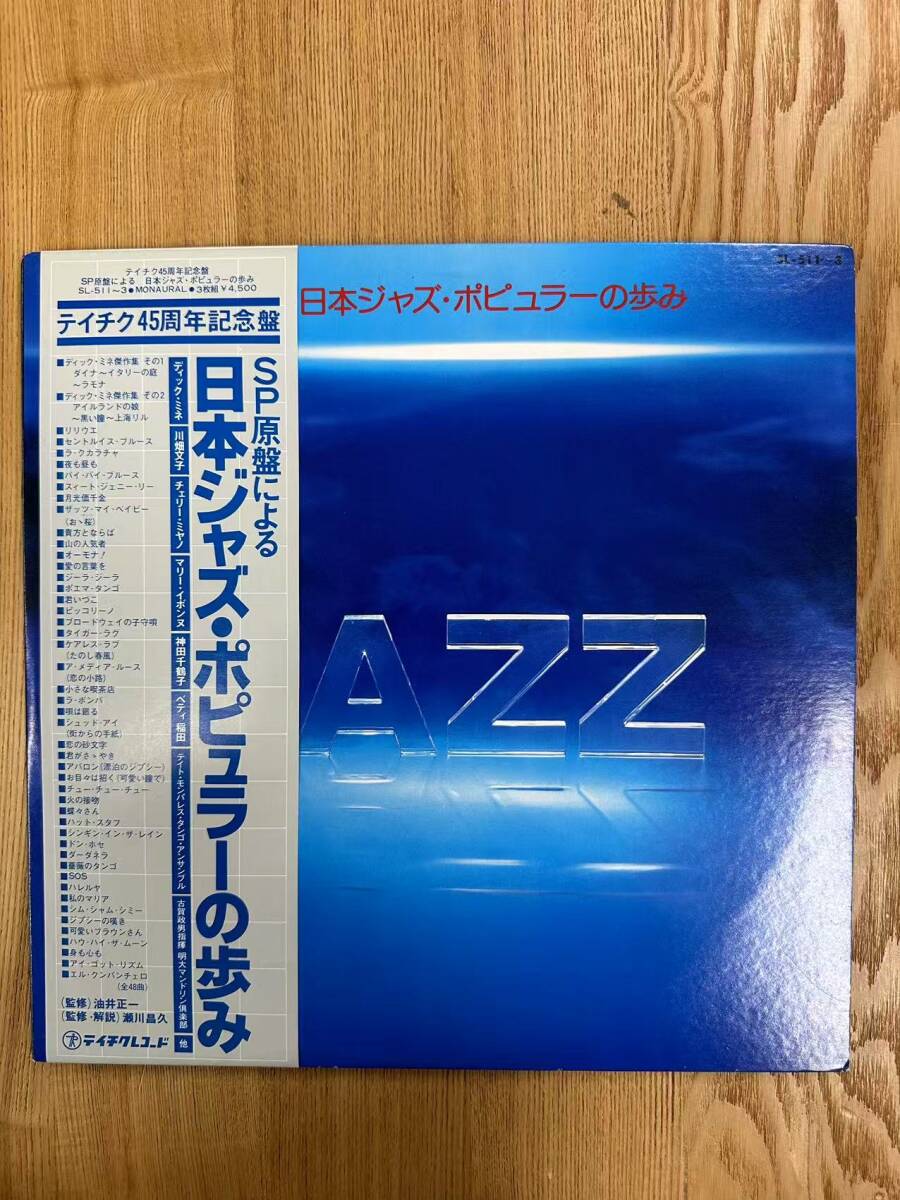 テイチク45周年記念盤
SP原盤による 日本ジャズ・ポピュラーの歩み
SL-511～3●MONAURAL●3枚組¥4,500
テイチク45周年記念盤
■ディック・ミネ傑作集 その1
ダイナ～イタリーの庭
～ラモナ
■ディック・ミネ傑作集 その2
アイルランドの娘
～黒い瞳～上海リル
■リリウエ
■セントルイス・ブルース
■ラ・クカラチャ
■夜も昼も
■バイ・バイ・ブルース
■スィート・ジェニー・リー
■月光価千金
■ザッツ・マイ・ベイビー
(おゝ桜)
■貴方とならば
■山の人気者
■オーモナ!
■愛の言葉を
■ジーラ・ジーラ
■ポエマ・タンゴ
■君いつこ
■ピッコリーノ
■ブロードウェイの子守唄
■タイガー・ラグ
■ケアレス・ラブ
(たのし春風)
■ア・メディア・ルース
(恋の小路)
■小さな喫茶店
■ラ・ボンバ
■唄は廻る
■シュッド・アイ
(街からの手紙)
■恋の砂文字
■君がさゝやき
■アバロン(漂泊のジプシー)
■お目々は招く(可愛い瞳で)
■チュー・チュー・チュー
■火の接吻
■蝶々さん
■ハット・スタフ
■シンギン・イン・ザ・レイン
■ドン・ホセ
■ダーダネラ
■薔薇のタンゴ
■SOS
■ハレルヤ
■私のマリア
■シム・シャム・シミー
■ジプシーの嘆き
■可愛いブラウンさん
■ハウ・ハイ・ザ・ムーン
■身も心も
■アイ・ゴット・リズム
■エル・クンバンチェロ
(全48曲)
(監修)油井正一
(監修・解説)瀬川昌久
テイチクレコード
ディック・ミネ
川畑文子
チェリー・ミヤノ
マリー・イボンヌ
神田千鶴子
ベティ稲田
テイト・モンパレス・タンゴ・アンサンブル
古賀政男指揮 明大マンドリン倶楽部
他
SP原盤による
日本ジャズ・ポピュラーの歩み
SL-511～3
日本ジャズ・ポピュラーの歩み
AZZ